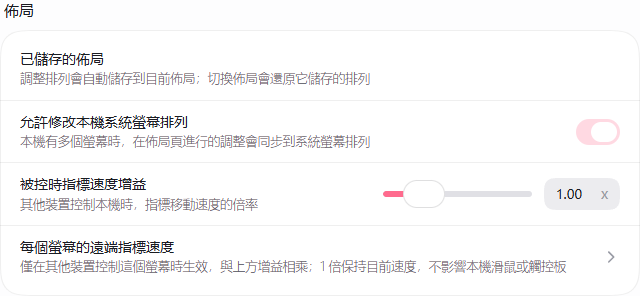 佈局
已儲存的佈局
調整排列會自動儲存到目前佈局；切換佈局會還原它儲存的排列
允許修改本機系統螢幕排列
本機有多個螢幕時，在佈局頁進行的調整會同步到系統螢幕排列
被控時指標速度增益
其他裝置控制本機時，指標移動速度的倍率
1.00 x
每個螢幕的遠端指標速度
僅在其他裝置控制這個螢幕時生效，與上方增益相乘；1 倍保持目前速度，不影響本機滑鼠或觸控板